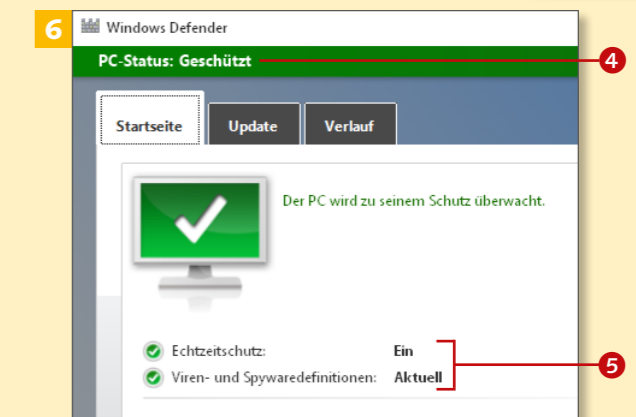 6
Windows Defender
PC-Status: Geschützt
4
Startseite Update Verlauf
Der PC wird zu seinem Schutz überwacht.
Echtzeitschutz: Ein
Viren- und Spywaredefinitionen: Aktuell
5